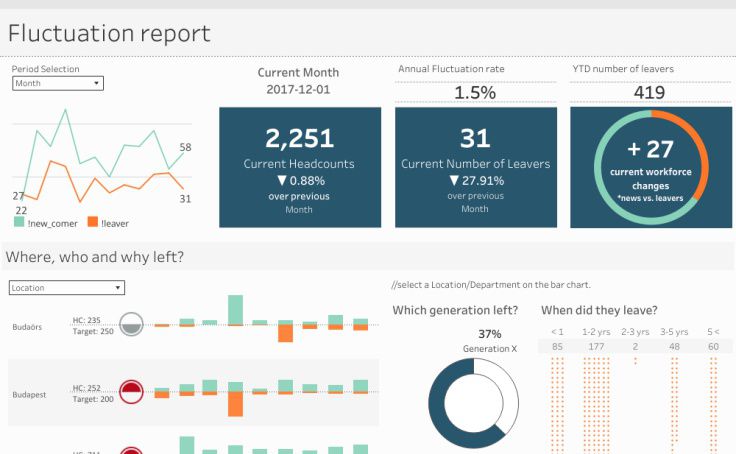 Fluctuation report
Period Selection
Month
27
22
58
31
!new_comer
!leaver
Current Month
2017-12-01
2,251
Current Headcounts
▼ 0.88%
over previous
Month
Annual Fluctuation rate
1.5%
31
Current Number of Leavers
▼ 27.91%
over previous
Month
YTD number of leavers
419
+ 27
current workforce
changes
*news vs. leavers
Where, who and why left?
Location
Budaörs
HC: 235
Target: 250
Budapest
HC: 252
Target: 200
//select a Location/Department on the bar chart.
Which generation left?
37%
Generation X
When did they leave?
< 1 1-2 yrs 2-3 yrs 3-5 yrs 5 <
85 177 2 48 60